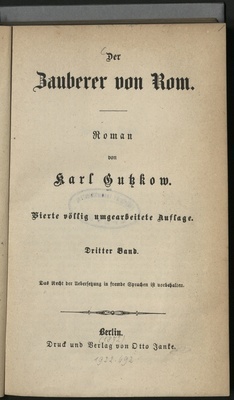 Der
Zauberer von Rom.
Roman
von
Karl Gutzkow.
Vierte völlig umgearbeitete Auflage.
Dritter Band.
Das Recht der Uebersetzung in fremde Sprachen ist vorbehalten.
Berlin.
Druck und Verlag von Otto Janke.